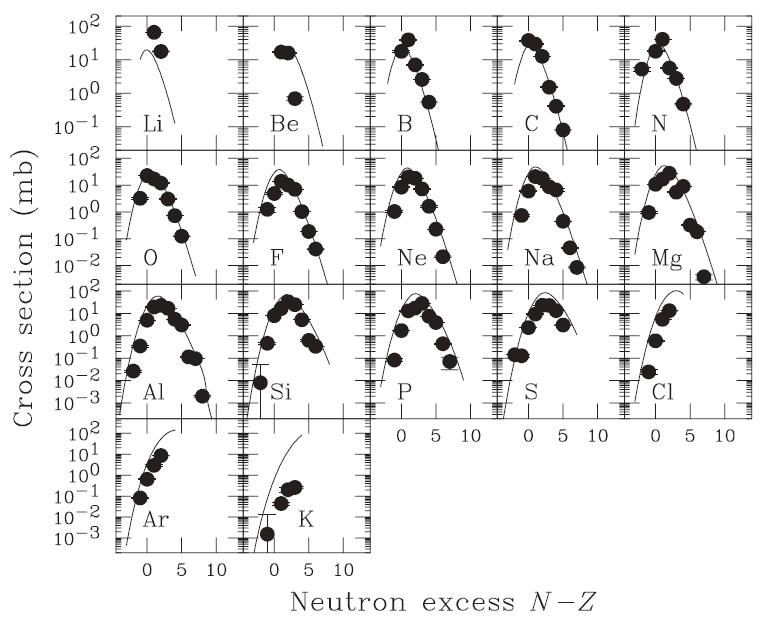 Cross section (mb)
10² 10¹ 10⁰ 10⁻¹
Li Be B C N
10² 10¹ 10⁰ 10⁻¹ 10⁻²
O F Ne Na Mg
10² 10¹ 10⁰ 10⁻¹ 10⁻² 10⁻³
Al Si P S Cl
0 5 10 0 5 10 0 5 10
10² 10¹ 10⁰ 10⁻¹ 10⁻² 10⁻³
Ar K
0 5 10 0 5 10
Neutron excess N−Z